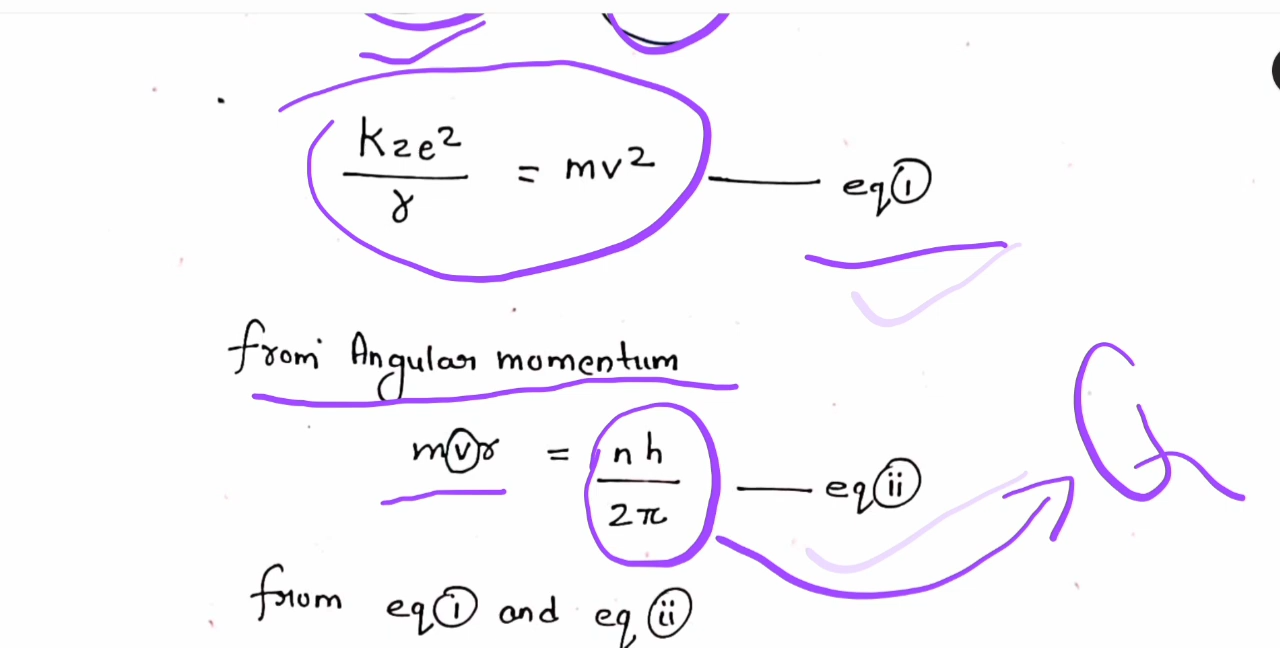 Kze² / r = mv² — eq (i)
from Angular momentum
mvr = nh / 2π — eq (ii)
from eq (i) and eq (ii)